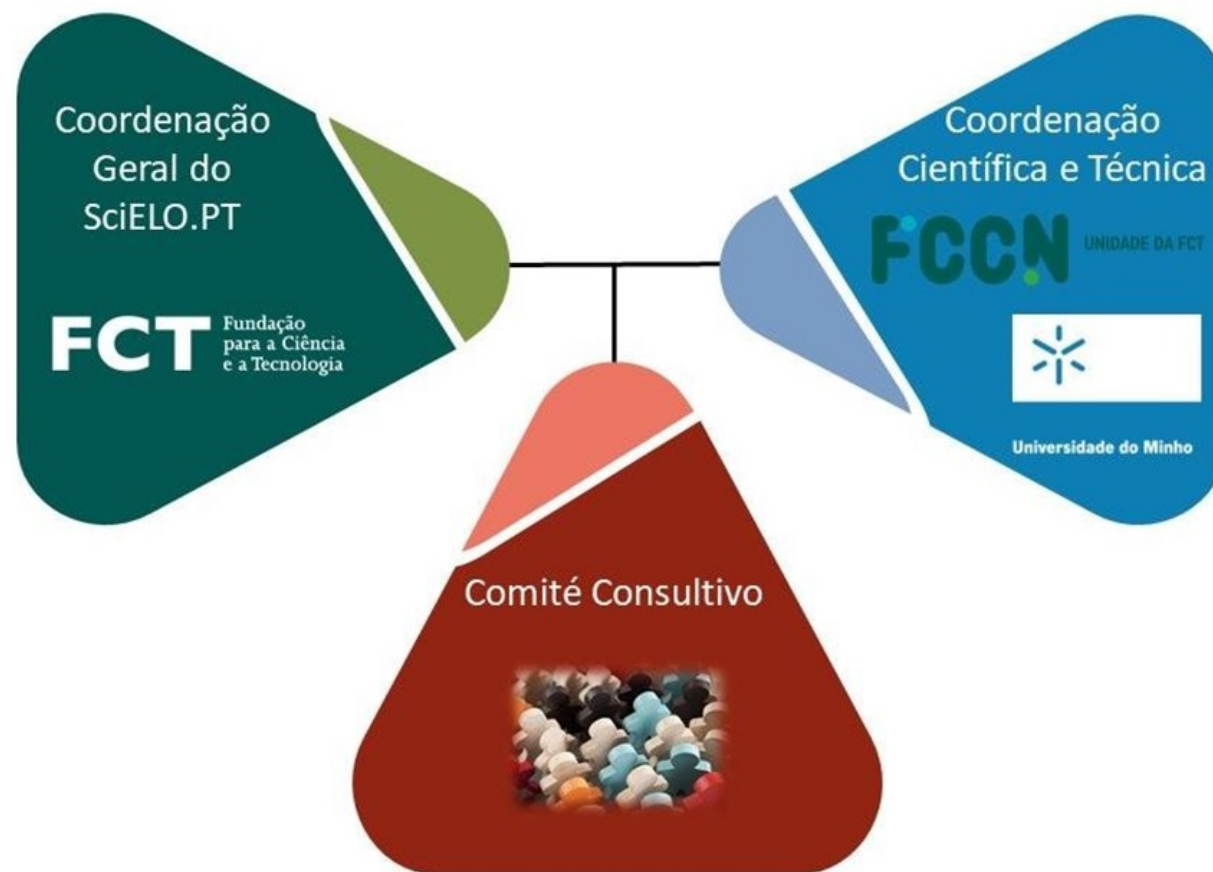 Coordenação
Geral do
SciELO.PT
FCT
Fundação
para a Ciência
e a Tecnologia
Coordenação
Científica e Técnica
FCCN
UNIDADE DA FCT
Universidade do Minho
Comité Consultivo